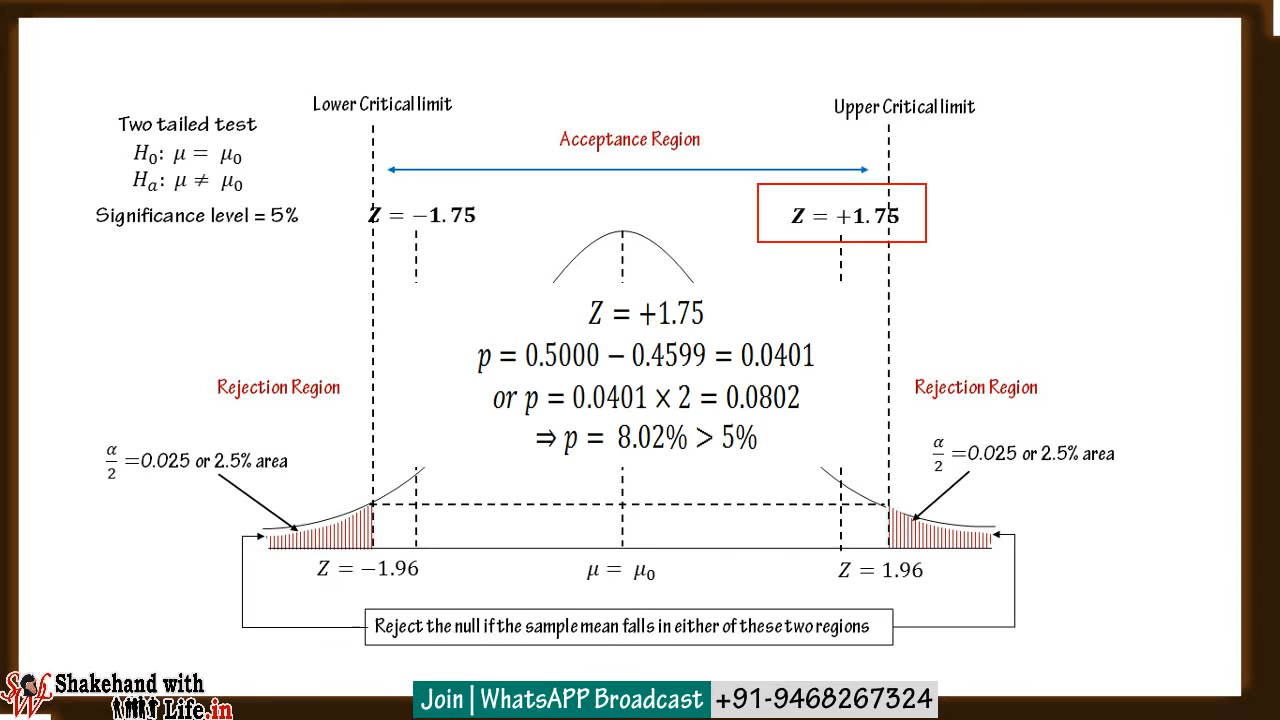 Lower Critical limit
Upper Critical limit
Two tailed test
H₀: μ = μ₀
Hₐ: μ ≠ μ₀
Significance level = 5%
Acceptance Region
Z = −1.75
Z = +1.75
Z = +1.75
p = 0.5000 − 0.4599 = 0.0401
or p = 0.0401 × 2 = 0.0802
⇒ p = 8.02% > 5%
Rejection Region
Rejection Region
α/2 =0.025 or 2.5% area
α/2 =0.025 or 2.5% area
Z = −1.96
μ = μ₀
Z = 1.96
Reject the null if the sample mean falls in either of these two regions
Shakehand with
Life.in
Join | WhatsAPP Broadcast +91-9468267324